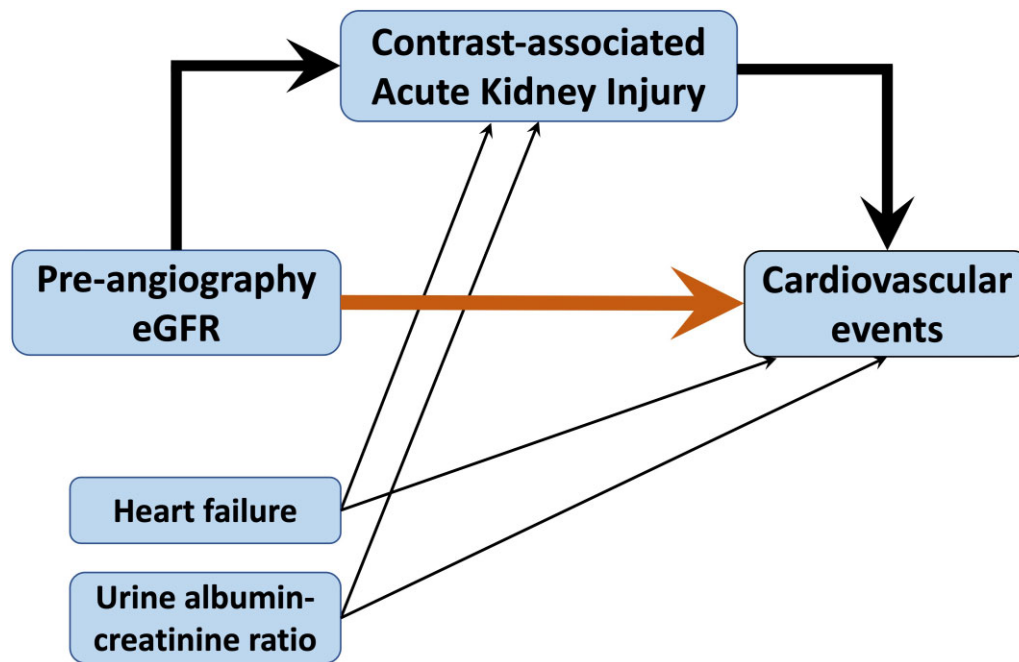 Contrast-associated
Acute Kidney Injury
Pre-angiography
eGFR
Cardiovascular
events
Heart failure
Urine albumin-
creatinine ratio